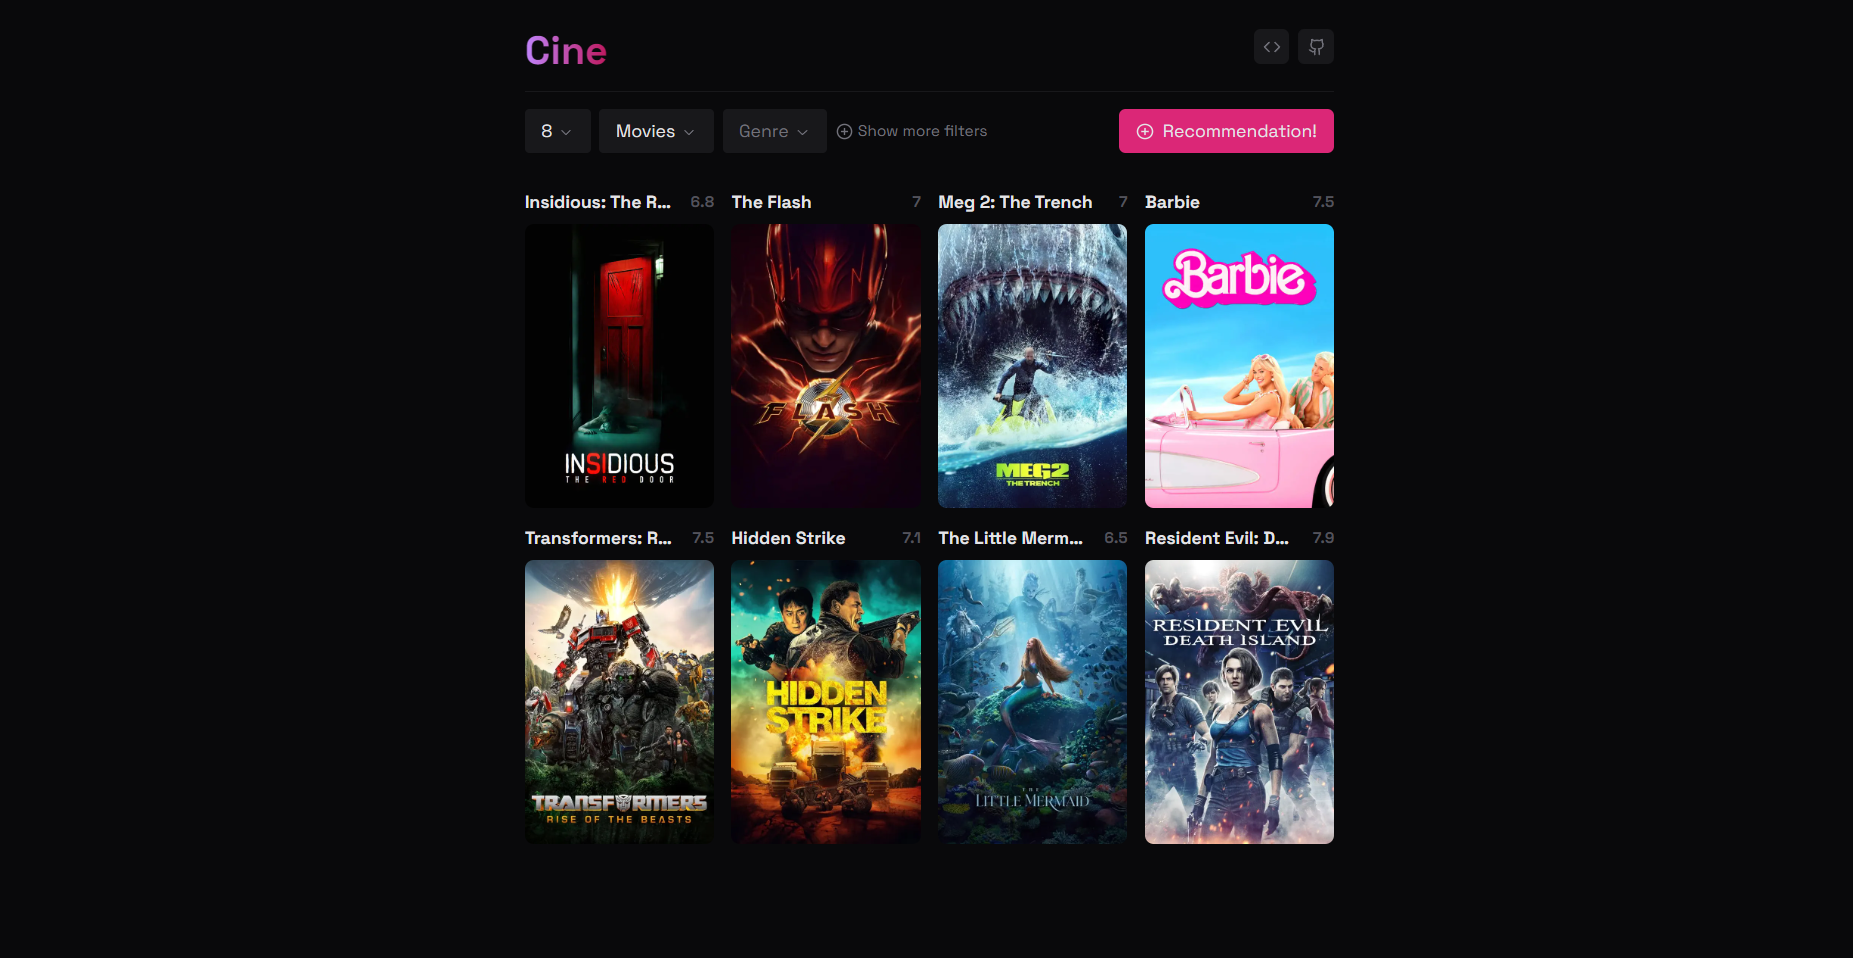 Cine
8 Movies Genre Show more filters Recommendation!
Insidious: The R... 6.8 The Flash 7 Meg 2: The Trench 7 Barbie 7.5
Barbie
FLASH
INSIDIOUS
THE RED DOOR
MEG2
THE TRENCH
Transformers: R... 7.5 Hidden Strike 7.1 The Little Merm... 6.5 Resident Evil: D... 7.9
RESIDENT EVIL
DEATH ISLAND
HIDDEN
STRIKE
THE
LITTLE MERMAID
TRANSFORMERS
RISE OF THE BEASTS